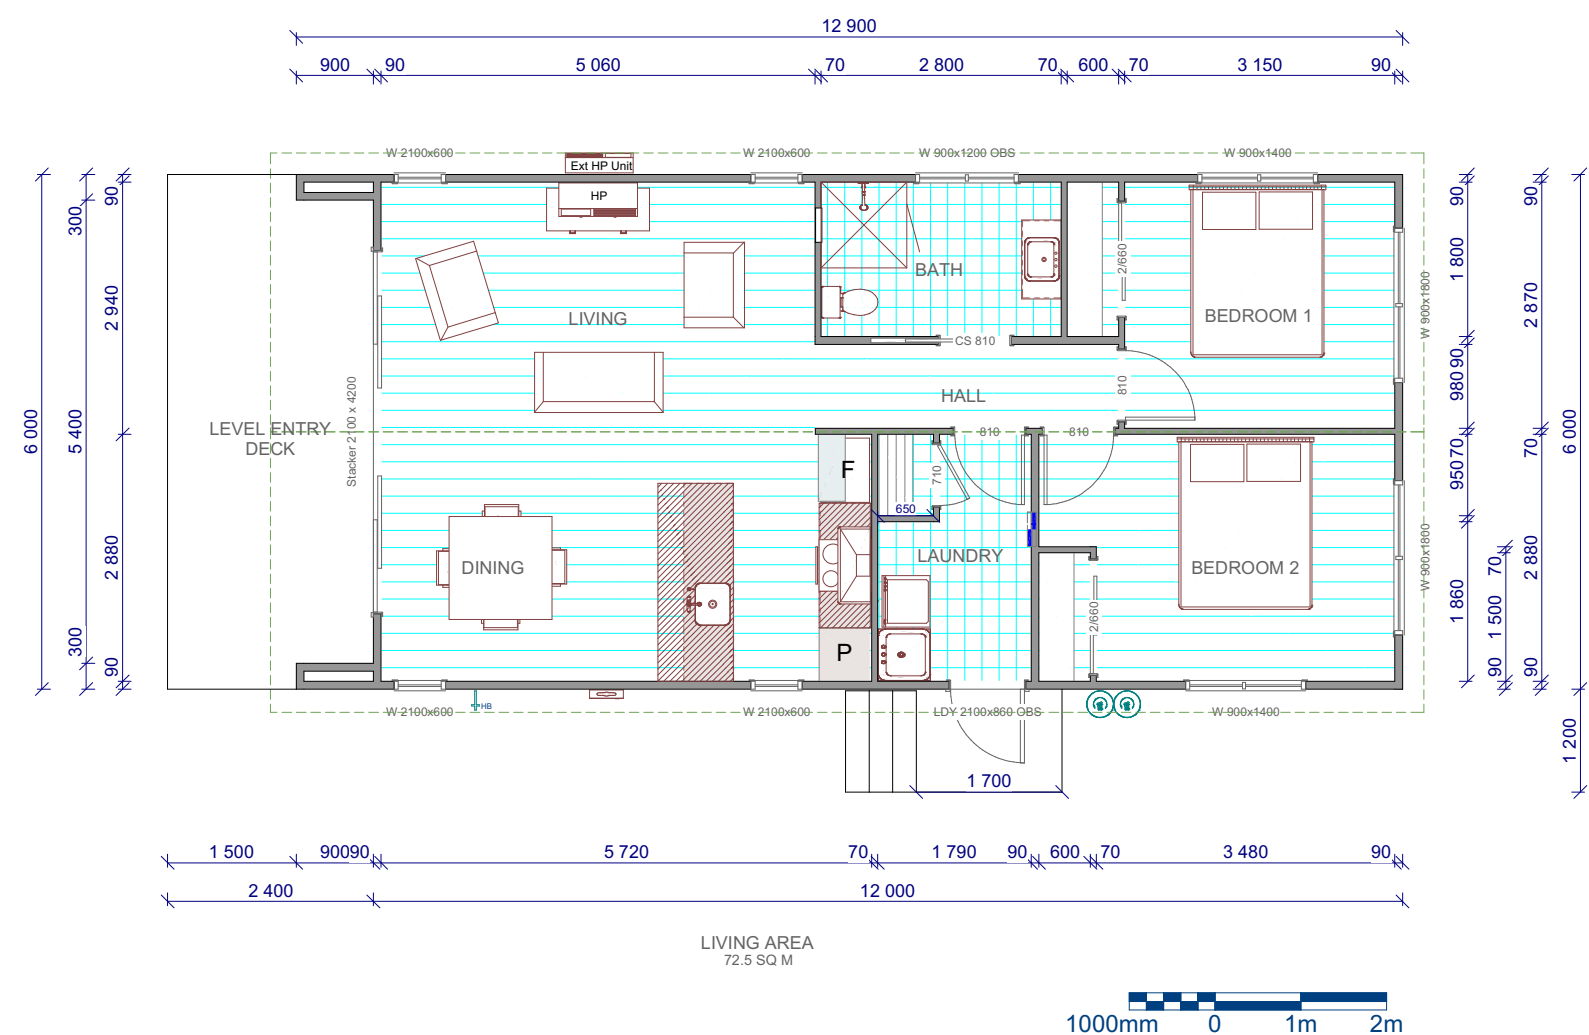 12 900
900 90 5 060 70 2 800 70 600 70 3 150 90
W 2100x600 W 2100x600 W 900x1200 OBS W 900x1400
Ext HP Unit
HP
90
300
2 940
5 400
6 000
2 880
300
90
LIVING
BATH
BEDROOM 1
2/660
CS 810
HALL
810
W 900x1800
Stacker 2100 x 4200
LEVEL ENTRY
DECK
810 810
F
710
650
LAUNDRY
DINING
BEDROOM 2
2/660
W 900x1800
P
HB
W 2100x600 W 2100x600 LDY 2100x860 OBS W 900x1400
90
1 800
90
980
70
950
1 860
70
1 500
90
90
2 870
70
2 880
90
6 000
1 200
1 700
1 500 900 90 5 720 70 1 790 90 600 70 3 480 90
2 400 12 000
LIVING AREA
72.5 SQ M
1000mm 0 1m 2m